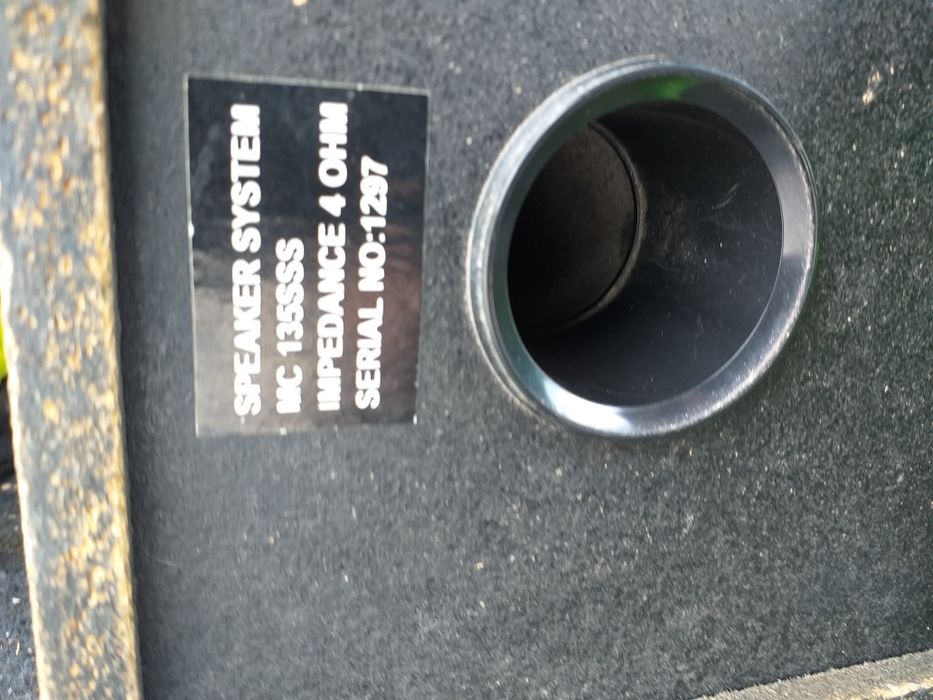 SPEAKER SYSTEM
MC 135SSS
IMPEDANCE 4 OHM
SERIAL NO:1297